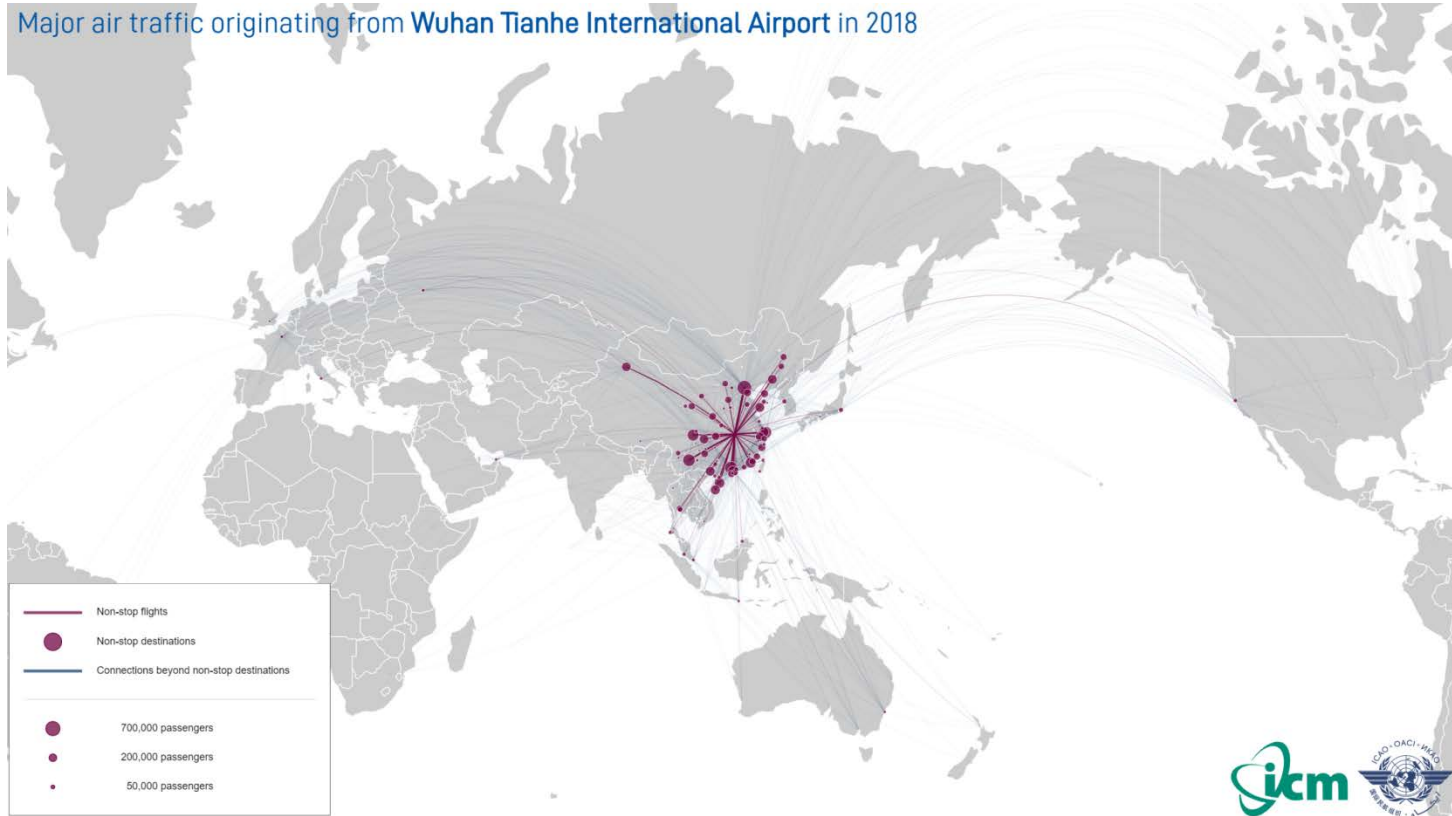 Major air traffic originating from Wuhan Tianhe International Airport in 2018
Non-stop flights
Non-stop destinations
Connections beyond non-stop destinations
700,000 passengers
200,000 passengers
50,000 passengers
icm
ICAO · OACI · ИКАО